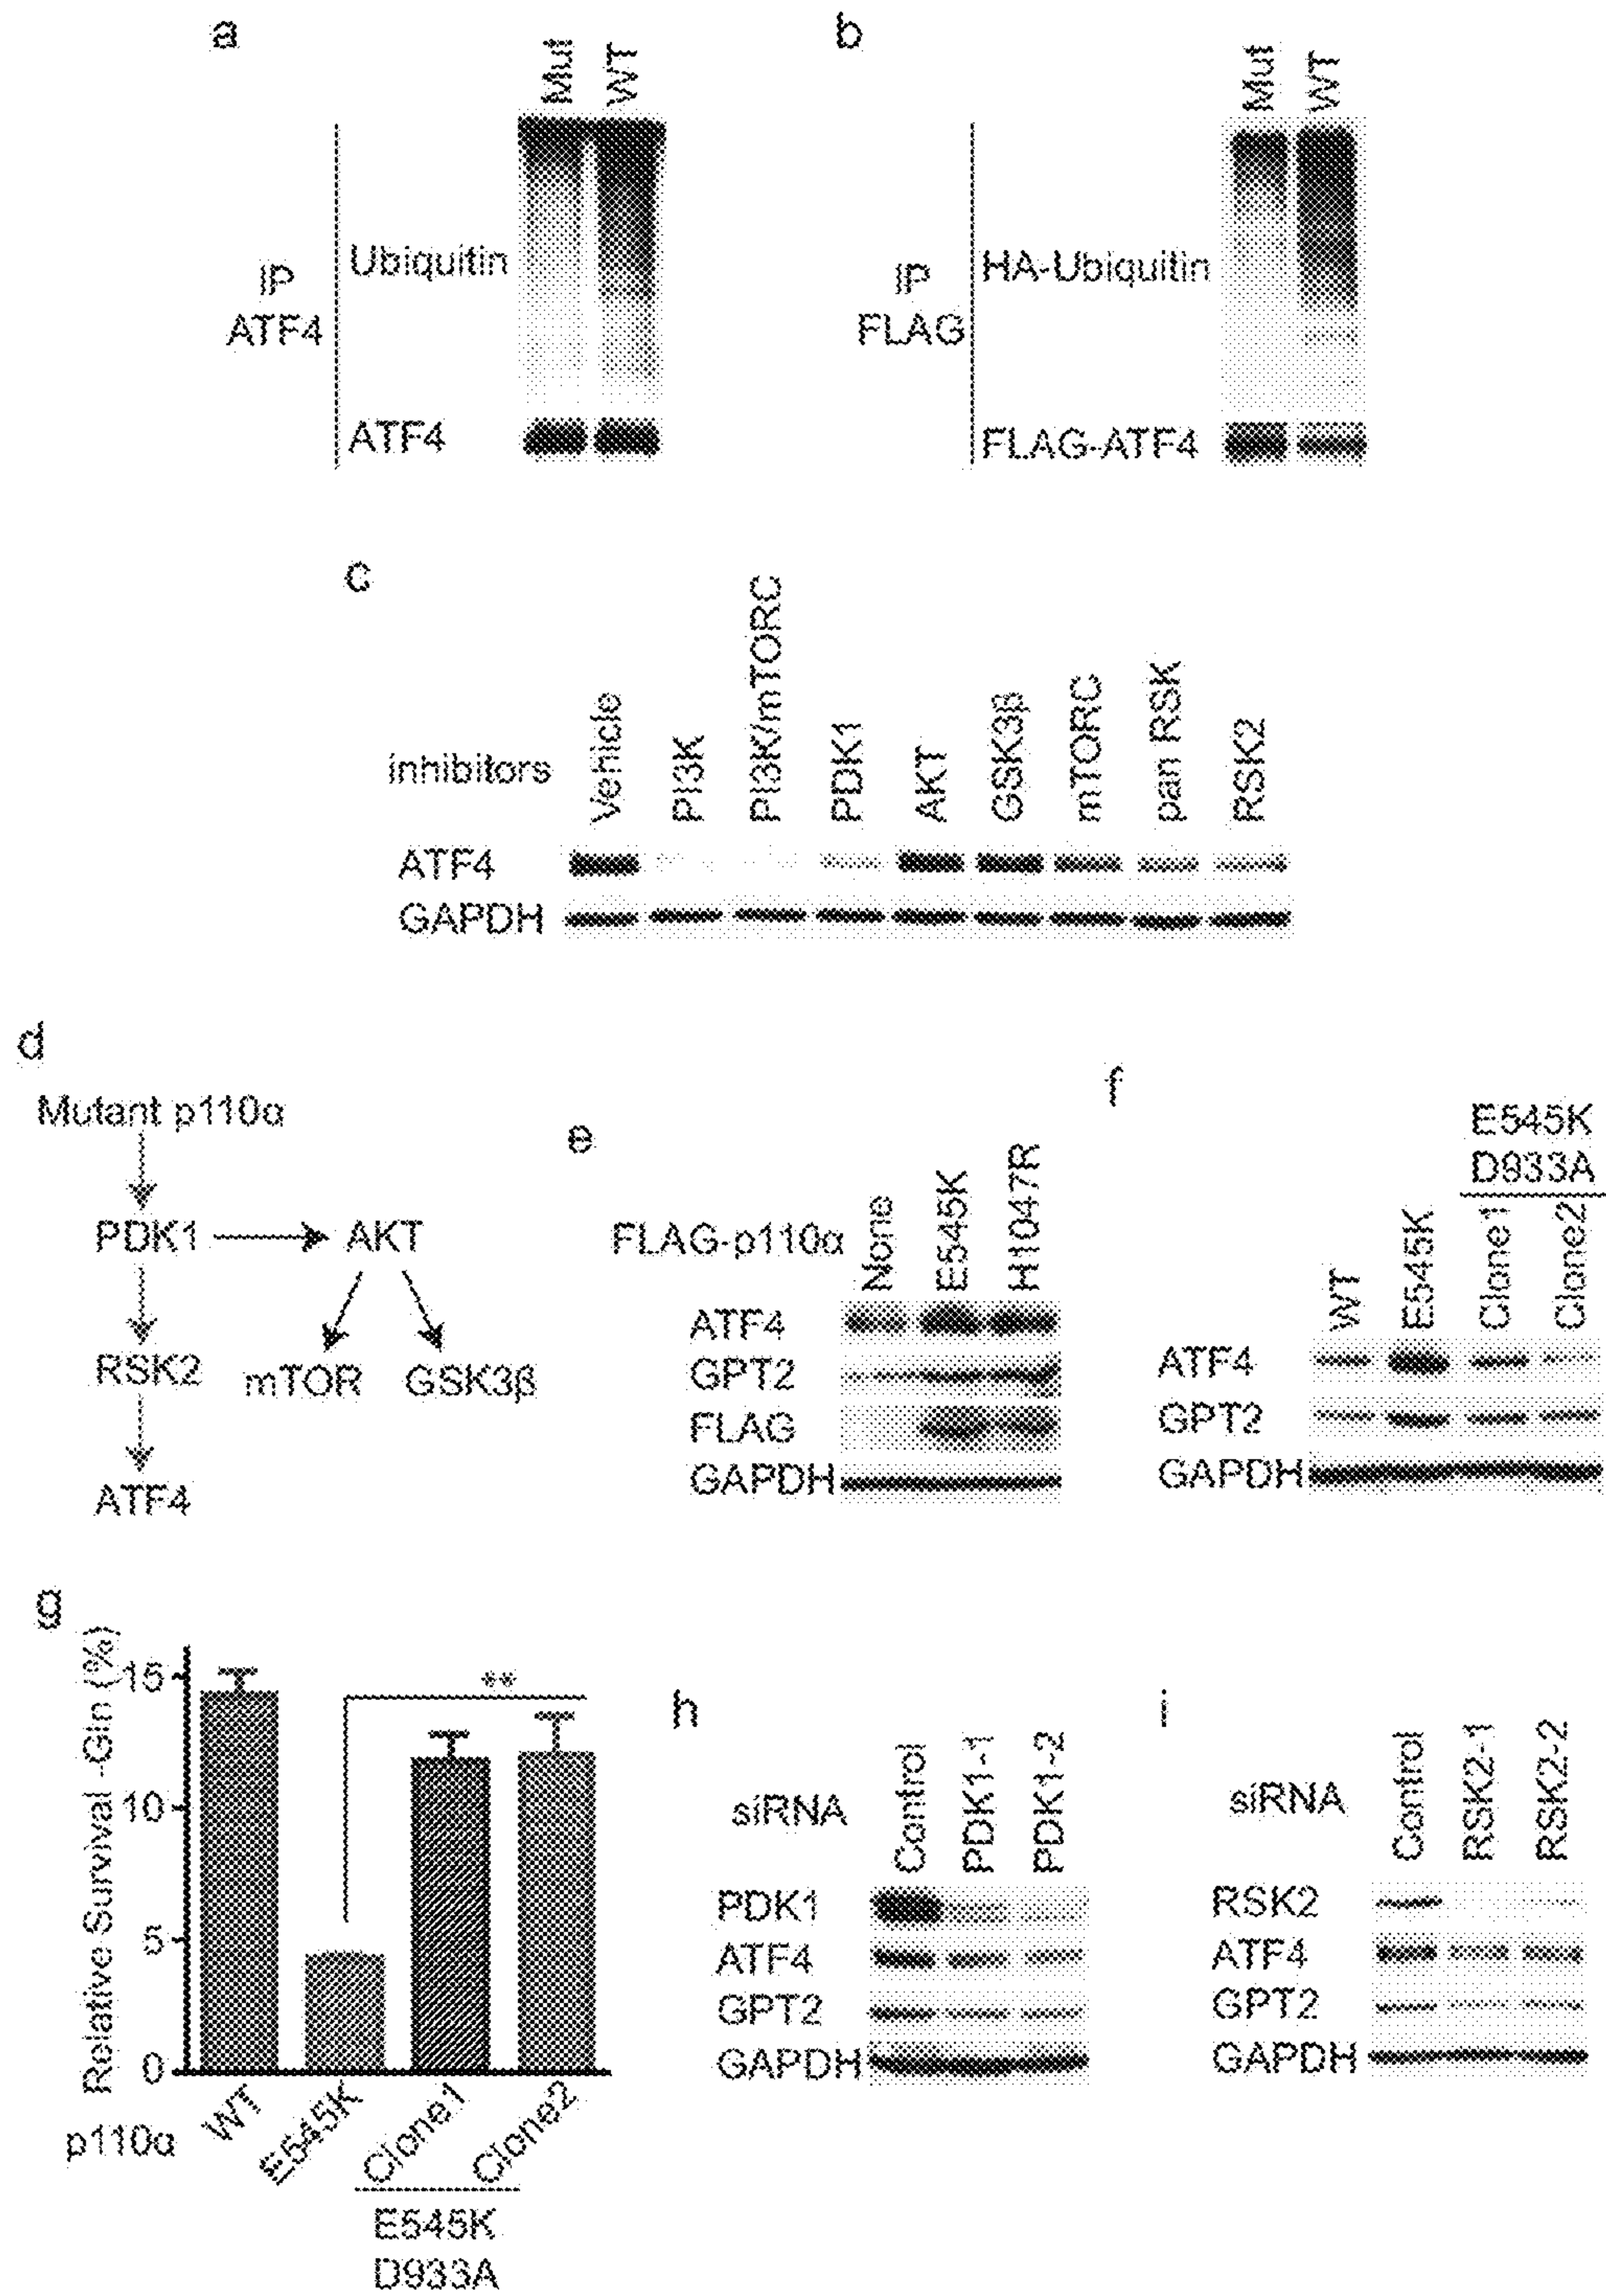 a
Mut
WT
IP
ATF4
Ubiquitin
ATF4
b
Mut
WT
IP
FLAG
HA-Ubiquitin
FLAG-ATF4
c
inhibitors
Vehicle
PI3K
PI3K/mTORC
PDK1
AKT
GSK3β
mTORC
pan RSK
RSK2
ATF4
GAPDH
d
Mutant p110α
PDK1
AKT
RSK2
mTOR
GSK3β
ATF4
e
FLAG-p110α
None
E545K
H1047R
ATF4
GPT2
FLAG
GAPDH
f
E545K
D933A
WT
E545K
Clone1
Clone2
ATF4
GPT2
GAPDH
g
Relative Survival -Gln (%)
15
10
5
0
**
p110α
WT
E545K
Clone1
Clone2
E545K
D933A
h
siRNA
Control
PDK1-1
PDK1-2
PDK1
ATF4
GPT2
GAPDH
i
siRNA
Control
RSK2-1
RSK2-2
RSK2
ATF4
GPT2
GAPDH